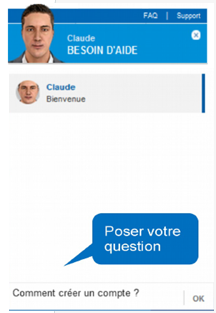 FAQ | Support
Claude
BESOIN D'AIDE
Claude
Bienvenue
Poser votre
question
Comment créer un compte ?
OK